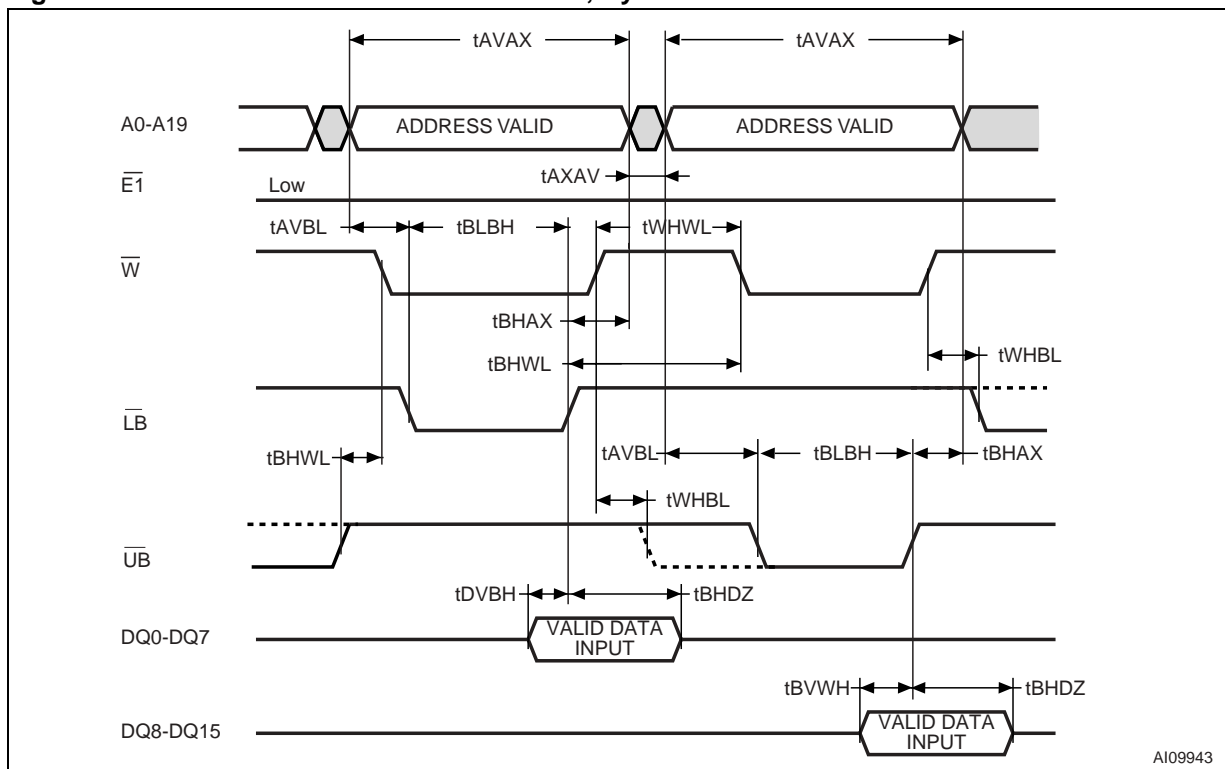 tAVAX tAVAX
A0-A19 ADDRESS VALID ADDRESS VALID
tAXAV
E1 Low
tAVBL tBLBH tWHWL
W
tBHAX
tBHWL tWHBL
LB
tBHWL tAVBL tBLBH tBHAX
tWHBL
UB
tDVBH tBHDZ
DQ0-DQ7 VALID DATA
INPUT
tBVWH tBHDZ
DQ8-DQ15 VALID DATA
INPUT
AI09943